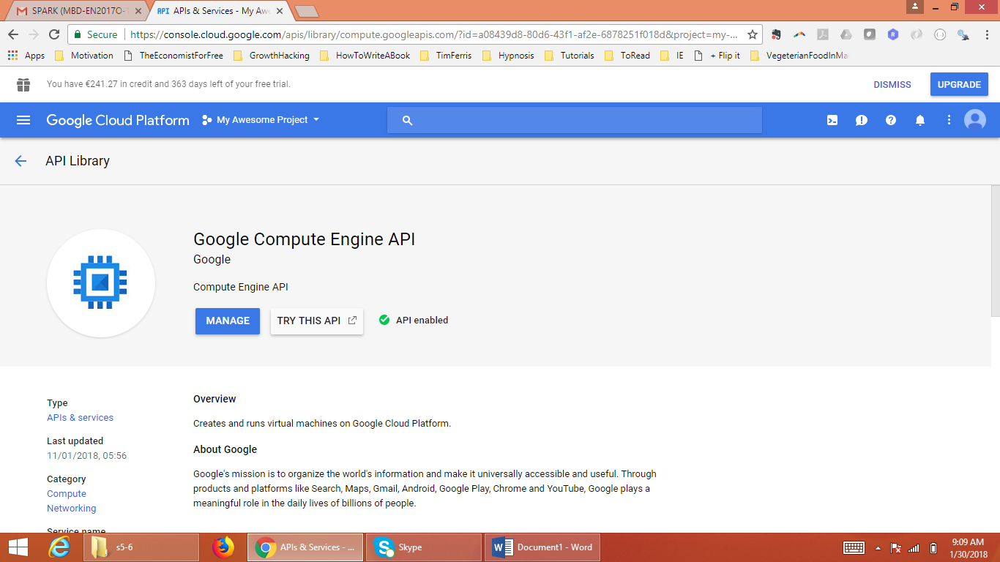 SPARK (MBD-EN2017O-
API APIs & Services - My Aw
Secure https://console.cloud.google.com/apis/library/compute.googleapis.com/?id=a08439d8-80d6-43f1-af2e-6878251f018d&project=my-...
Apps Motivation TheEconomistForFree GrowthHacking HowToWriteABook TimFerris Hypnosis Tutorials ToRead IE + Flip it VegeterianFoodInMa
You have €241.27 in credit and 363 days left of your free trial. DISMISS UPGRADE
Google Cloud Platform My Awesome Project
API Library
Google Compute Engine API
Google
Compute Engine API
MANAGE TRY THIS API API enabled
Type
APIs & services
Last updated
11/01/2018, 05:56
Category
Compute
Networking
Service name
Overview
Creates and runs virtual machines on Google Cloud Platform.
About Google
Google's mission is to organize the world's information and make it universally accessible and useful. Through
products and platforms like Search, Maps, Gmail, Android, Google Play, Chrome and YouTube, Google plays a
meaningful role in the daily lives of billions of people.
s5-6 APIs & Services - ... Skype Document1 - Word
9:09 AM
1/30/2018